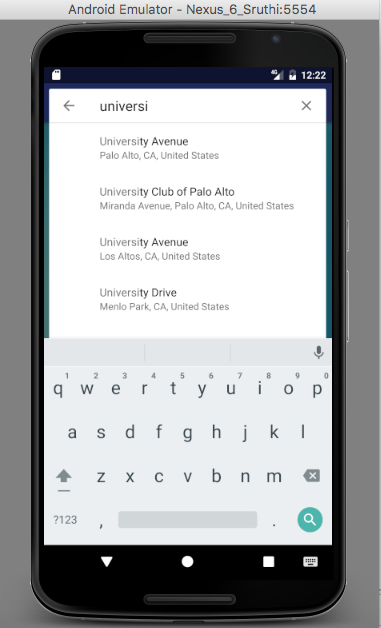 Android Emulator - Nexus_6_Sruthi:5554
4G 12:22
universi
University Avenue
Palo Alto, CA, United States
University Club of Palo Alto
Miranda Avenue, Palo Alto, CA, United States
University Avenue
Los Altos, CA, United States
University Drive
Menlo Park, CA, United States
1 2 3 4 5 6 7 8 9 0
q w e r t y u i o p
a s d f g h j k l
z x c v b n m
?123 , .